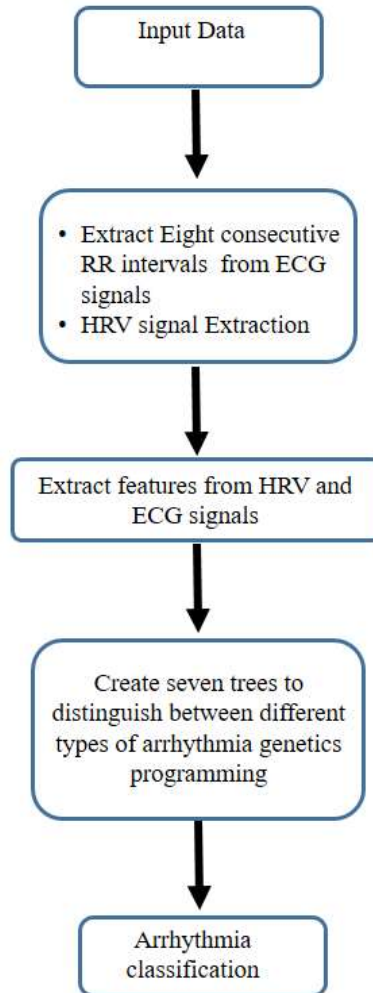 Input Data
• Extract Eight consecutive
RR intervals from ECG
signals
• HRV signal Extraction
Extract features from HRV and
ECG signals
Create seven trees to
distinguish between different
types of arrhythmia genetics
programming
Arrhythmia
classification